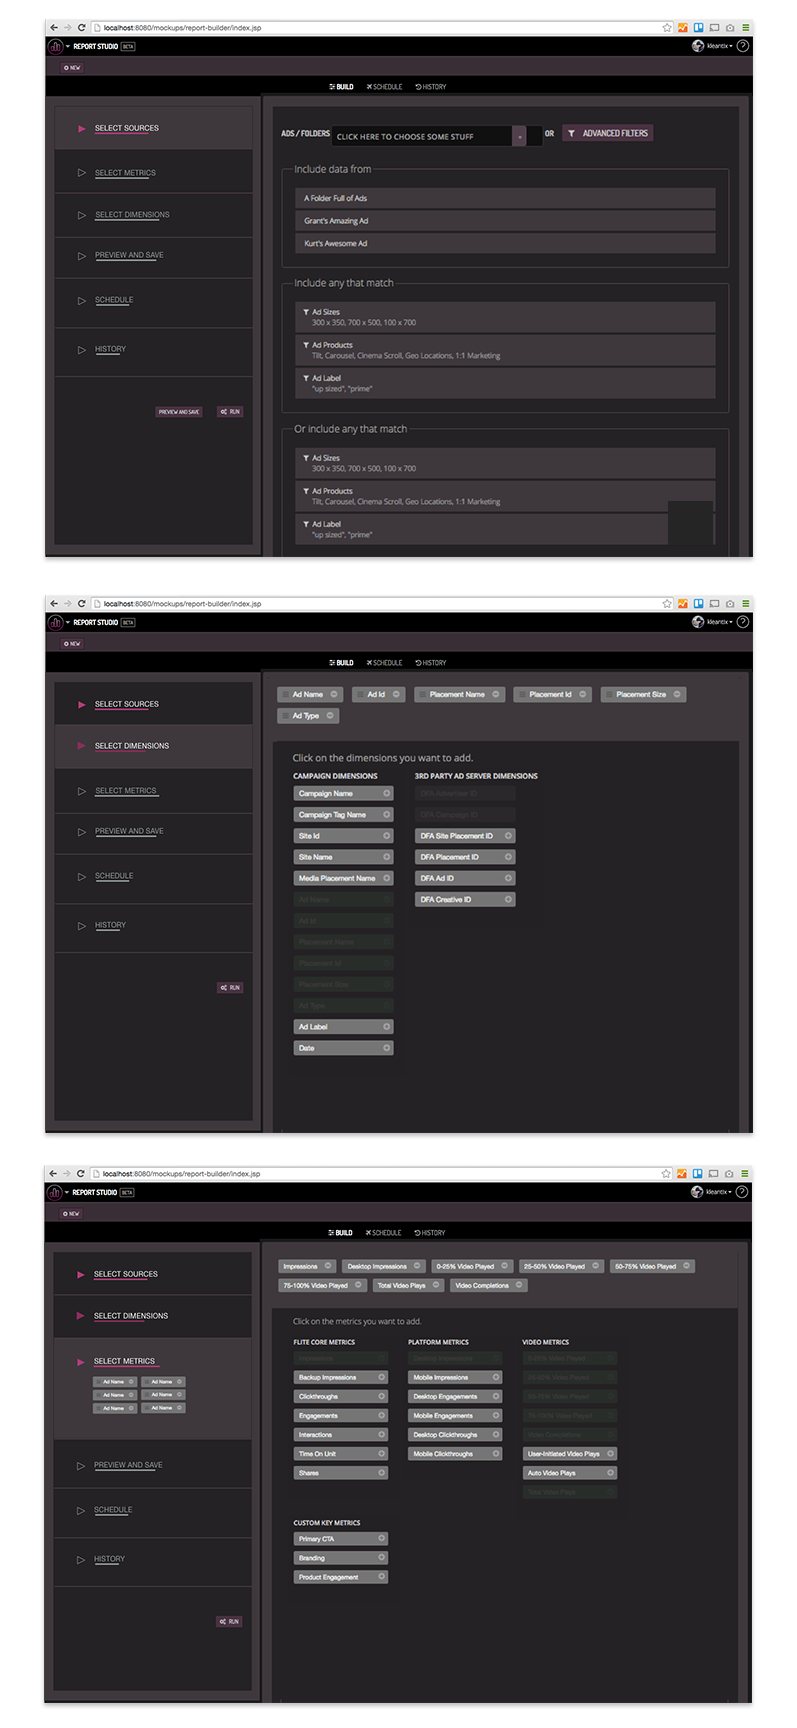 localhost:8080/mockups/report-builder/index.jsp
REPORT STUDIO BETA
kleantix
?
NEW
BUILD SCHEDULE HISTORY
SELECT SOURCES
SELECT METRICS
SELECT DIMENSIONS
PREVIEW AND SAVE
SCHEDULE
HISTORY
PREVIEW AND SAVE RUN
ADS / FOLDERS CLICK HERE TO CHOOSE SOME STUFF OR ADVANCED FILTERS
Include data from
A Folder Full of Ads
Grant's Amazing Ad
Kurt's Awesome Ad
Include any that match
Ad Sizes
300 x 350, 700 x 500, 100 x 700
Ad Products
Tilt, Carousel, Cinema Scroll, Geo Locations, 1:1 Marketing
Ad Label
"up sized", "prime"
Or include any that match
Ad Sizes
300 x 350, 700 x 500, 100 x 700
Ad Products
Tilt, Carousel, Cinema Scroll, Geo Locations, 1:1 Marketing
Ad Label
"up sized", "prime"
localhost:8080/mockups/report-builder/index.jsp
REPORT STUDIO BETA
kleantix
?
NEW
BUILD SCHEDULE HISTORY
SELECT SOURCES
SELECT DIMENSIONS
SELECT METRICS
PREVIEW AND SAVE
SCHEDULE
HISTORY
RUN
Ad Name Ad Id Placement Name Placement Id Placement Size
Ad Type
Click on the dimensions you want to add.
CAMPAIGN DIMENSIONS
Campaign Name
Campaign Tag Name
Site Id
Site Name
Media Placement Name
Ad Name
Ad Id
Placement Name
Placement Id
Placement Size
Ad Type
Ad Label
Date
3RD PARTY AD SERVER DIMENSIONS
DFA Advertiser ID
DFA Campaign ID
DFA Site Placement ID
DFA Placement ID
DFA Ad ID
DFA Creative ID
localhost:8080/mockups/report-builder/index.jsp
REPORT STUDIO BETA
kleantix
?
NEW
BUILD SCHEDULE HISTORY
SELECT SOURCES
SELECT DIMENSIONS
SELECT METRICS
Ad Name Ad Name
Ad Name Ad Name
Ad Name Ad Name
PREVIEW AND SAVE
SCHEDULE
HISTORY
RUN
Impressions Desktop Impressions 0-25% Video Played 25-50% Video Played 50-75% Video Played
75-100% Video Played Total Video Plays Video Completions
Click on the metrics you want to add.
FLITE CORE METRICS
Impressions
Backup Impressions
Clickthroughs
Engagements
Interactions
Time On Unit
Shares
PLATFORM METRICS
Desktop Impressions
Mobile Impressions
Desktop Engagements
Mobile Engagements
Desktop Clickthroughs
Mobile Clickthroughs
VIDEO METRICS
0-25% Video Played
25-50% Video Played
50-75% Video Played
75-100% Video Played
Video Completions
User-Initiated Video Plays
Auto Video Plays
Total Video Plays
CUSTOM KEY METRICS
Primary CTA
Branding
Product Engagement